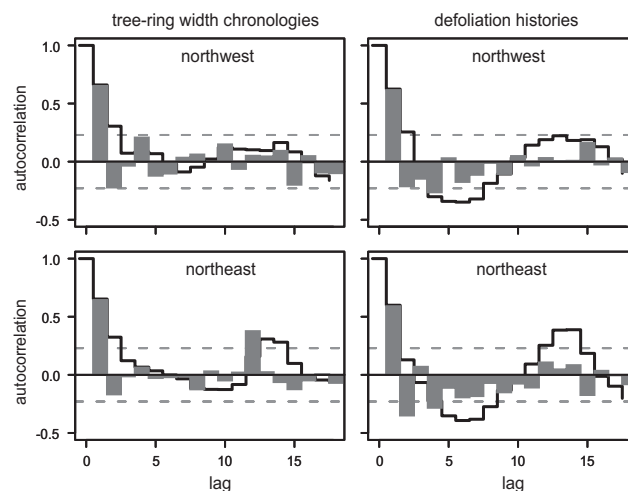 tree-ring width chronologies
defoliation histories
northwest
northwest
autocorrelation
1.0
0.5
0.0
-0.5
northeast
northeast
autocorrelation
1.0
0.5
0.0
-0.5
0 5 10 15
0 5 10 15
lag
lag